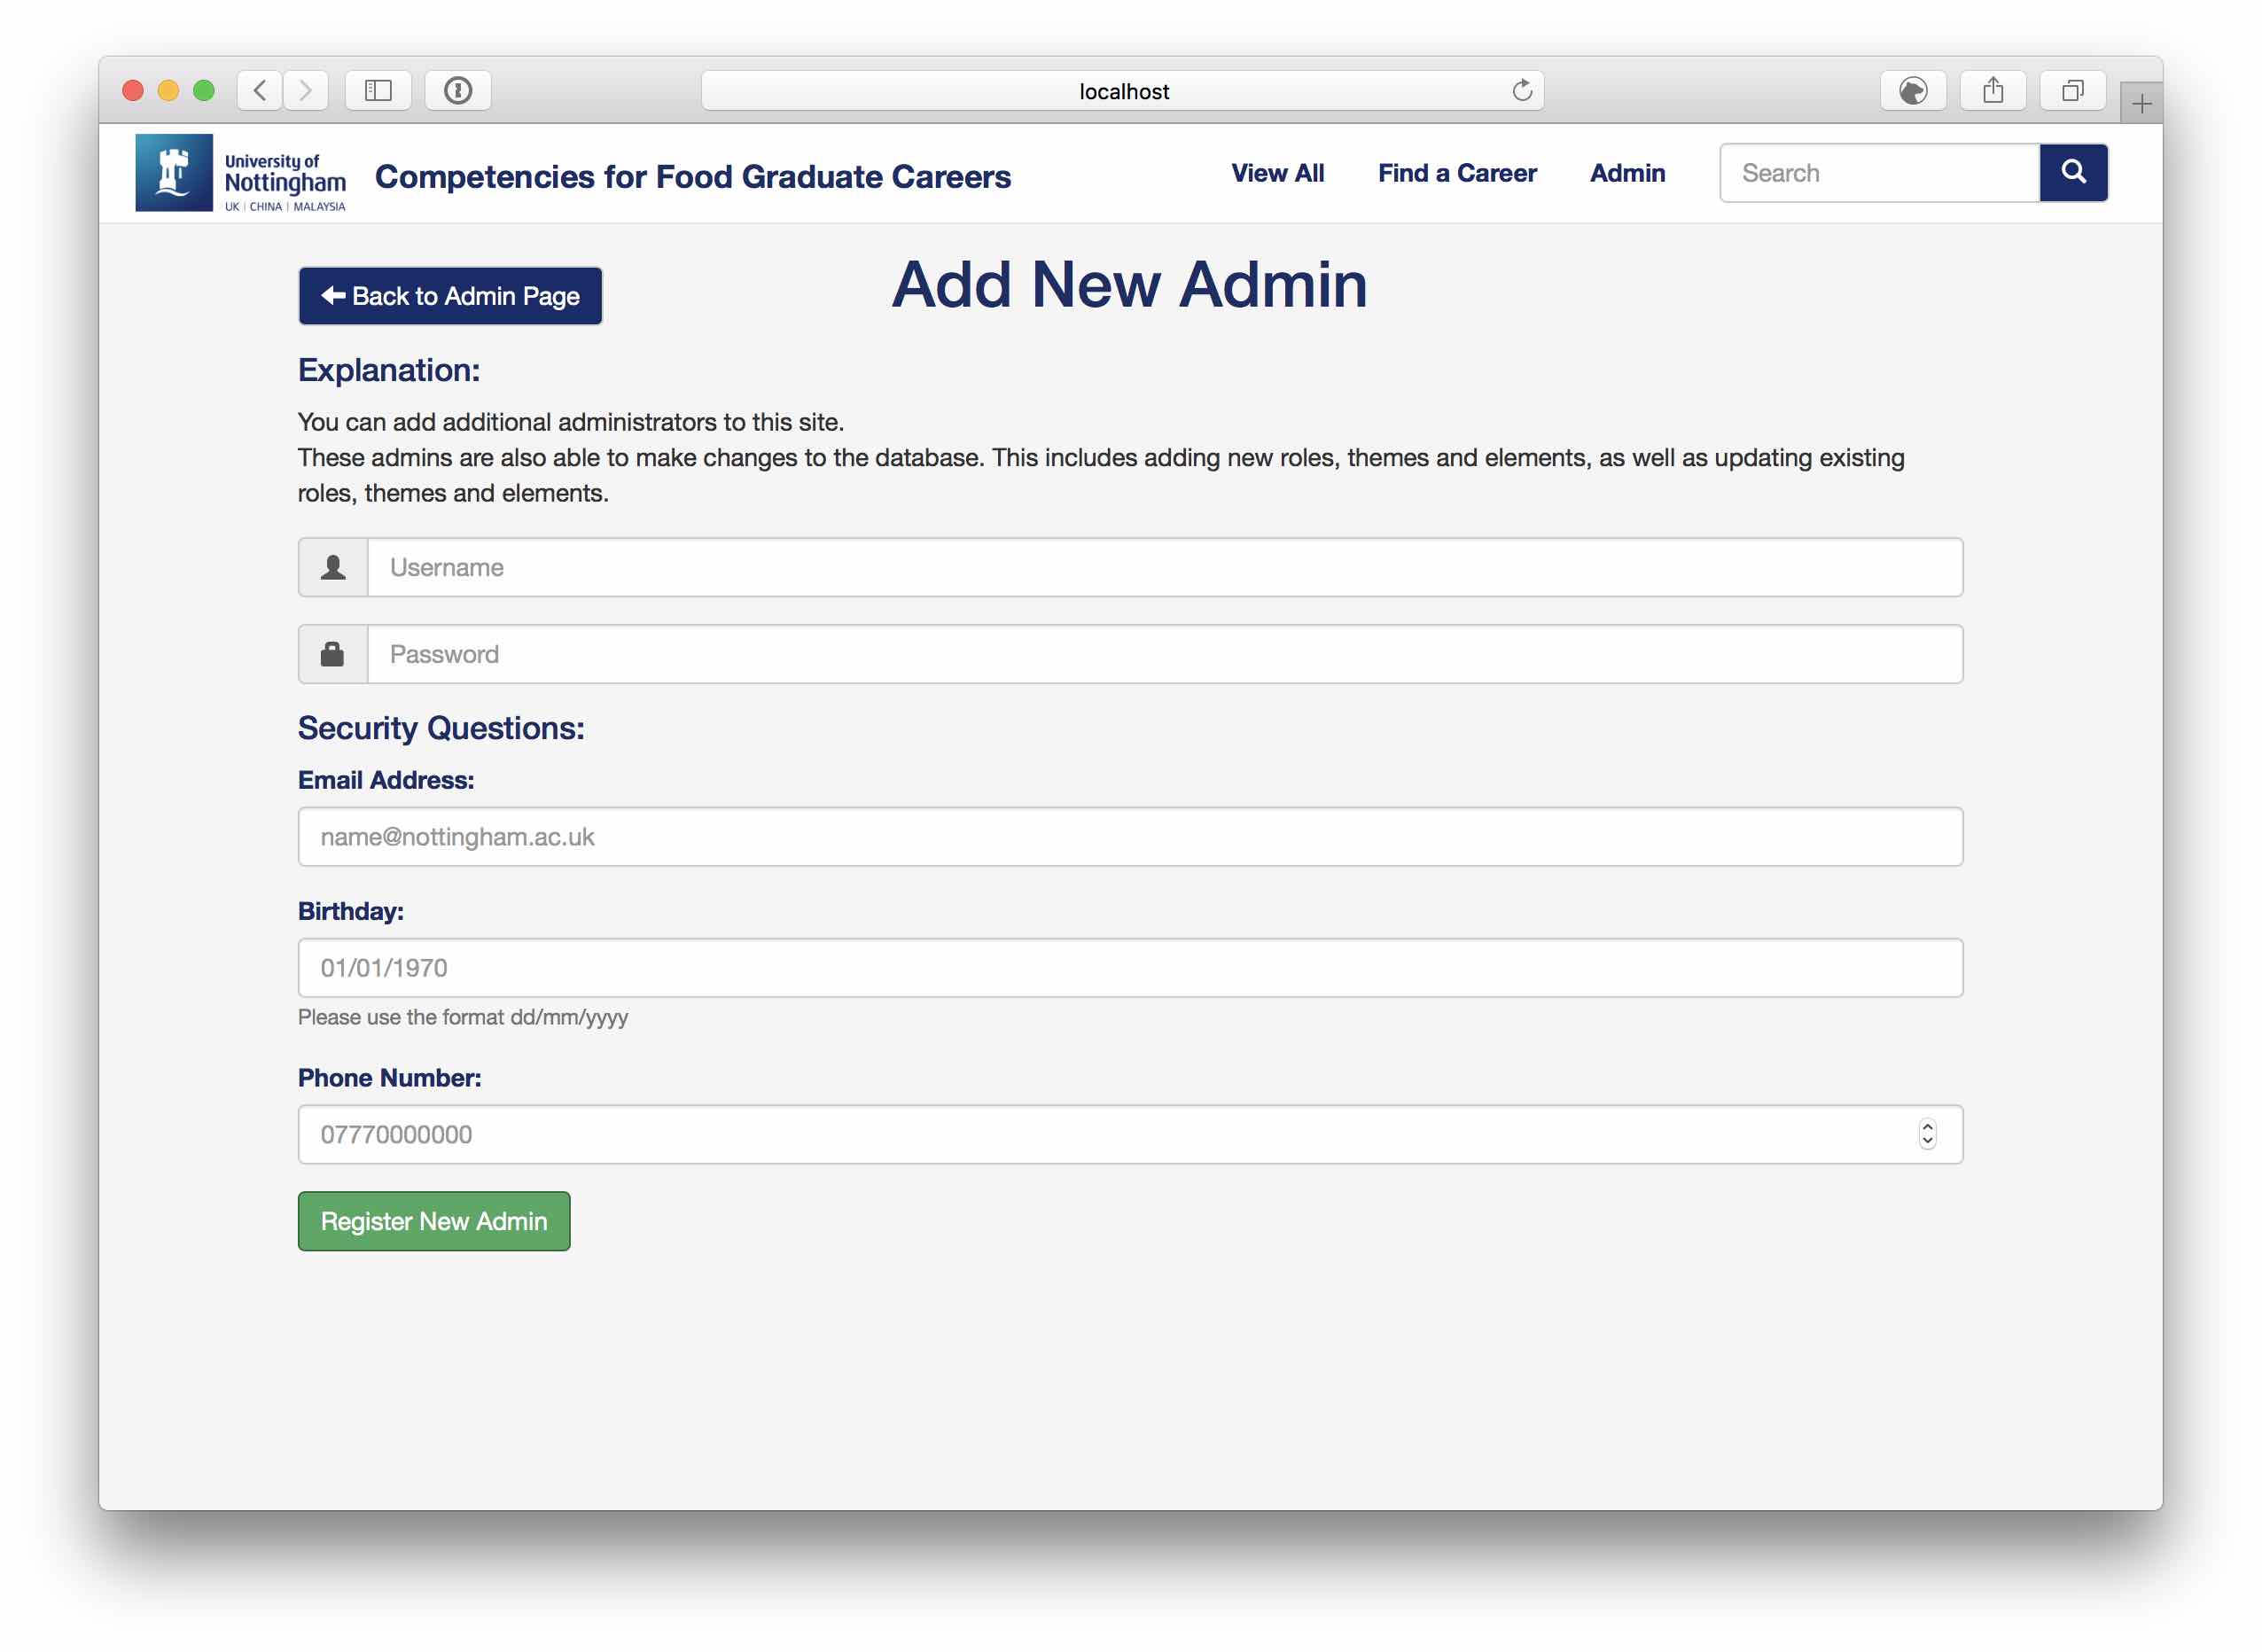 localhost
University of
Nottingham
UK | CHINA | MALAYSIA
Competencies for Food Graduate Careers
View All
Find a Career
Admin
Search
Back to Admin Page
Add New Admin
Explanation:
You can add additional administrators to this site.
These admins are also able to make changes to the database. This includes adding new roles, themes and elements, as well as updating existing
roles, themes and elements.
Username
Password
Security Questions:
Email Address:
name@nottingham.ac.uk
Birthday:
01/01/1970
Please use the format dd/mm/yyyy
Phone Number:
07770000000
Register New Admin